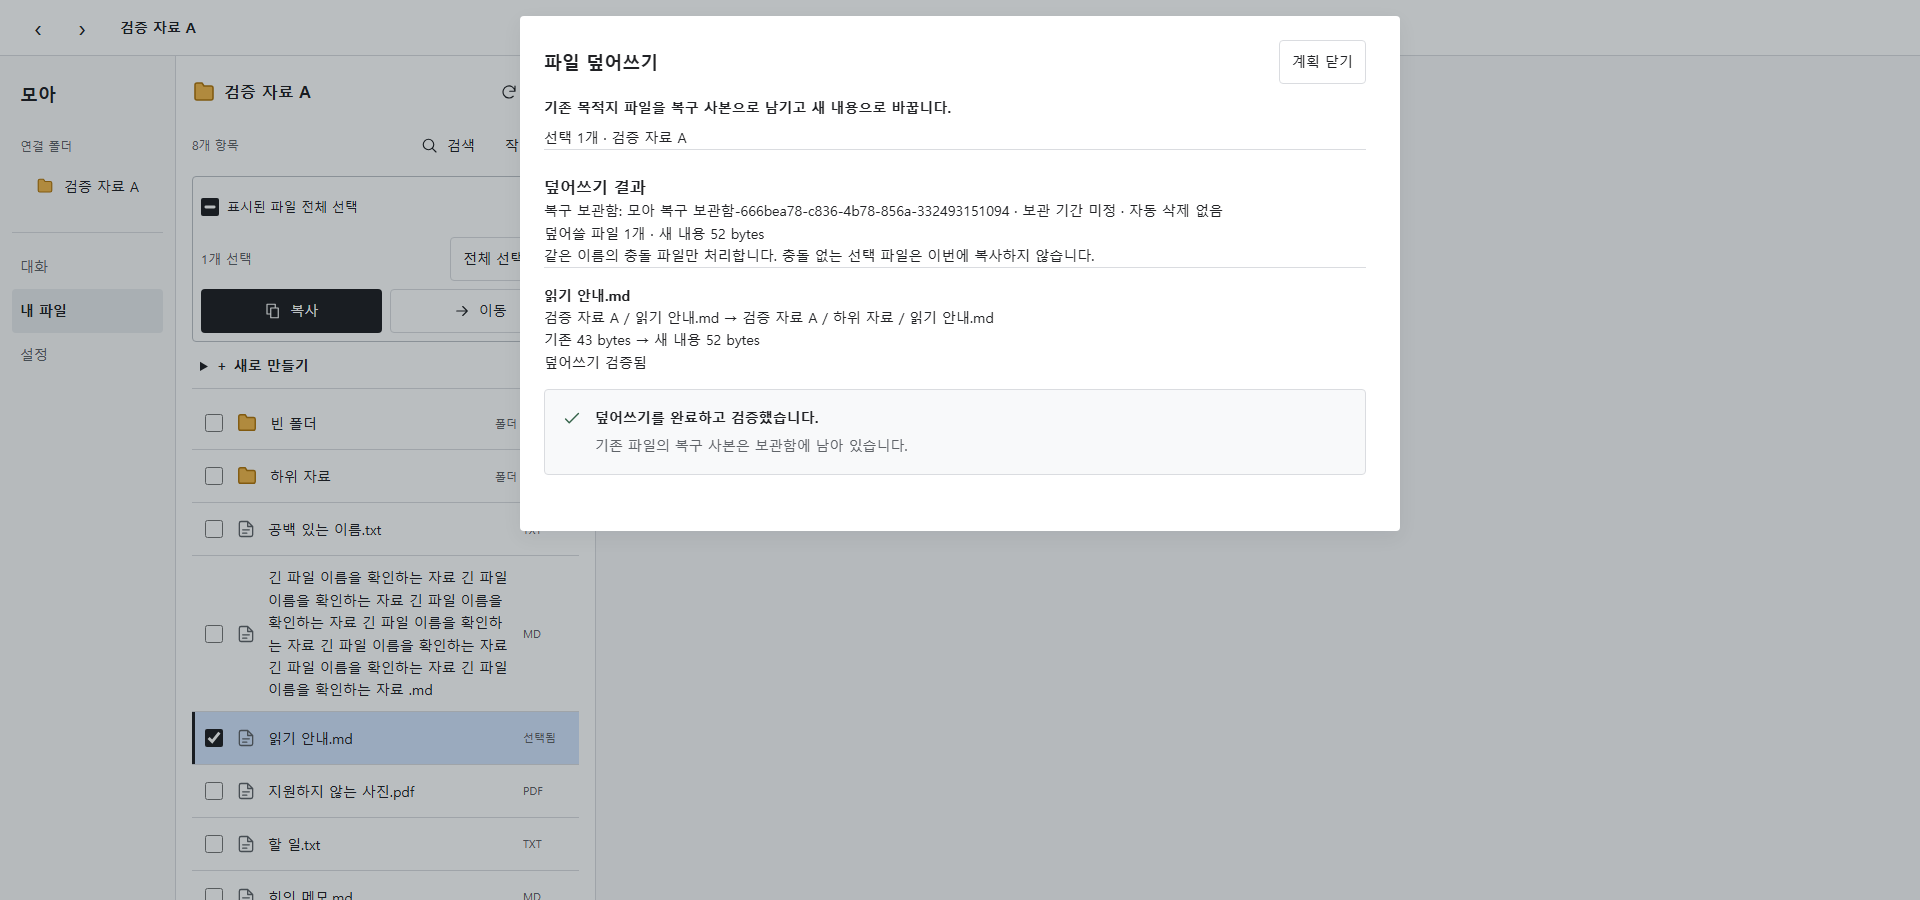 검증 자료 A
모아
연결 폴더
검증 자료 A
대화
내 파일
설정
검증 자료 A
8개 항목
검색
작
표시된 파일 전체 선택
1개 선택
전체 선택
복사
이동
+ 새로 만들기
빈 폴더
폴더
하위 자료
폴더
공백 있는 이름.txt
TXT
긴 파일 이름을 확인하는 자료 긴 파일
이름을 확인하는 자료 긴 파일 이름을
확인하는 자료 긴 파일 이름을 확인하
는 자료 긴 파일 이름을 확인하는 자료
긴 파일 이름을 확인하는 자료 긴 파일
이름을 확인하는 자료 .md
MD
읽기 안내.md
선택됨
지원하지 않는 사진.pdf
PDF
할 일.txt
TXT
회의 메모.md
MD
파일 덮어쓰기
계획 닫기
기존 목적지 파일을 복구 사본으로 남기고 새 내용으로 바꿉니다.
선택 1개 · 검증 자료 A
덮어쓰기 결과
복구 보관함: 모아 복구 보관함-666bea78-c836-4b78-856a-332493151094 · 보관 기간 미정 · 자동 삭제 없음
덮어쓸 파일 1개 · 새 내용 52 bytes
같은 이름의 충돌 파일만 처리합니다. 충돌 없는 선택 파일은 이번에 복사하지 않습니다.
읽기 안내.md
검증 자료 A / 읽기 안내.md → 검증 자료 A / 하위 자료 / 읽기 안내.md
기존 43 bytes → 새 내용 52 bytes
덮어쓰기 검증됨
덮어쓰기를 완료하고 검증했습니다.
기존 파일의 복구 사본은 보관함에 남아 있습니다.